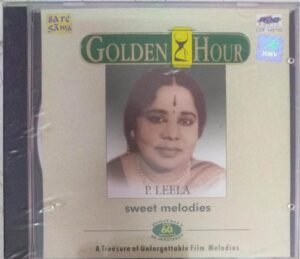 sa re
ga ma
GOLDEN HOUR
P. LEELA
sweet melodies
60
A Treasure of Unforgettable Film Melodies